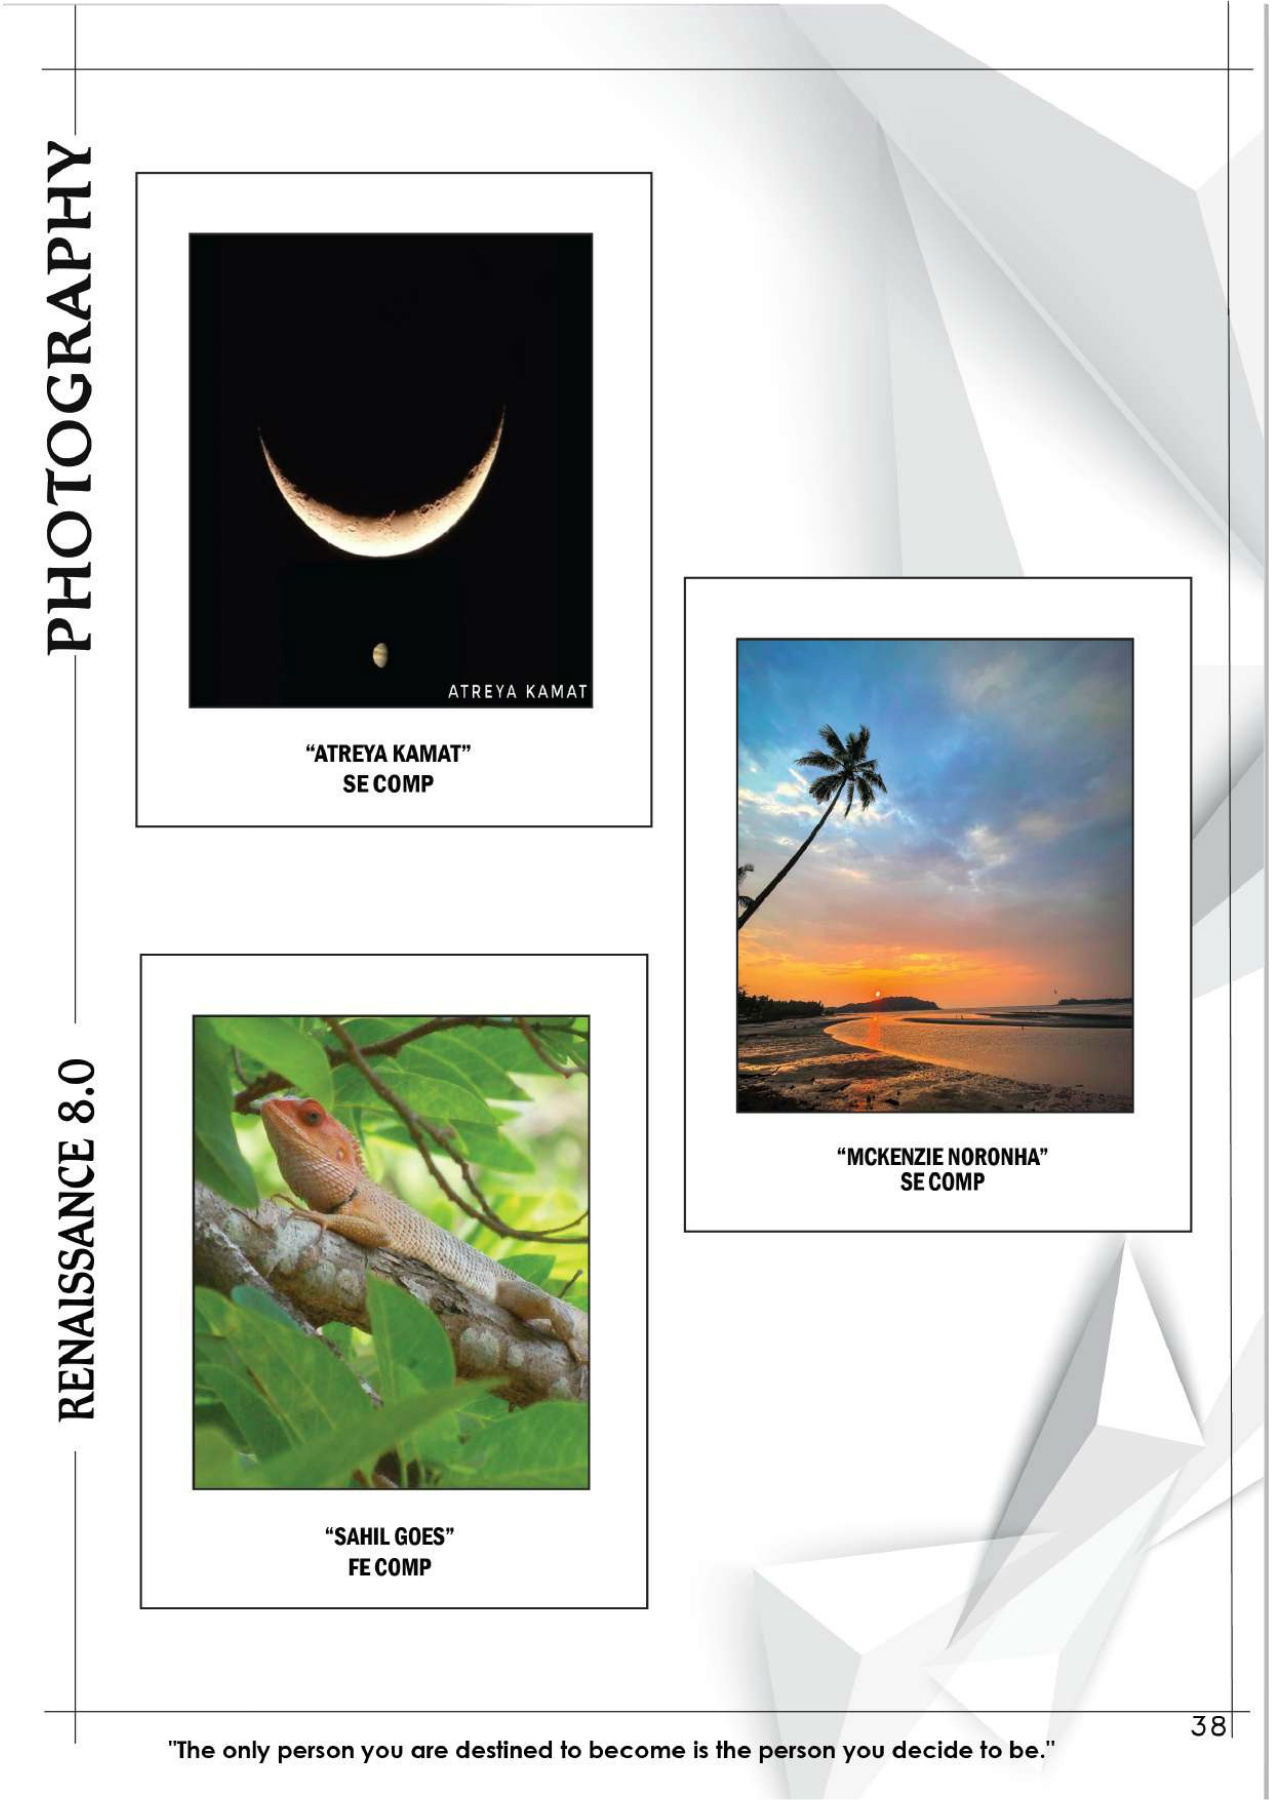 PHOTOGRAPHY
RENAISSANCE 8.0
ATREYA KAMAT
“ATREYA KAMAT”
SE COMP
“MCKENZIE NORONHA”
SE COMP
“SAHIL GOES”
FE COMP
38
"The only person you are destined to become is the person you decide to be."